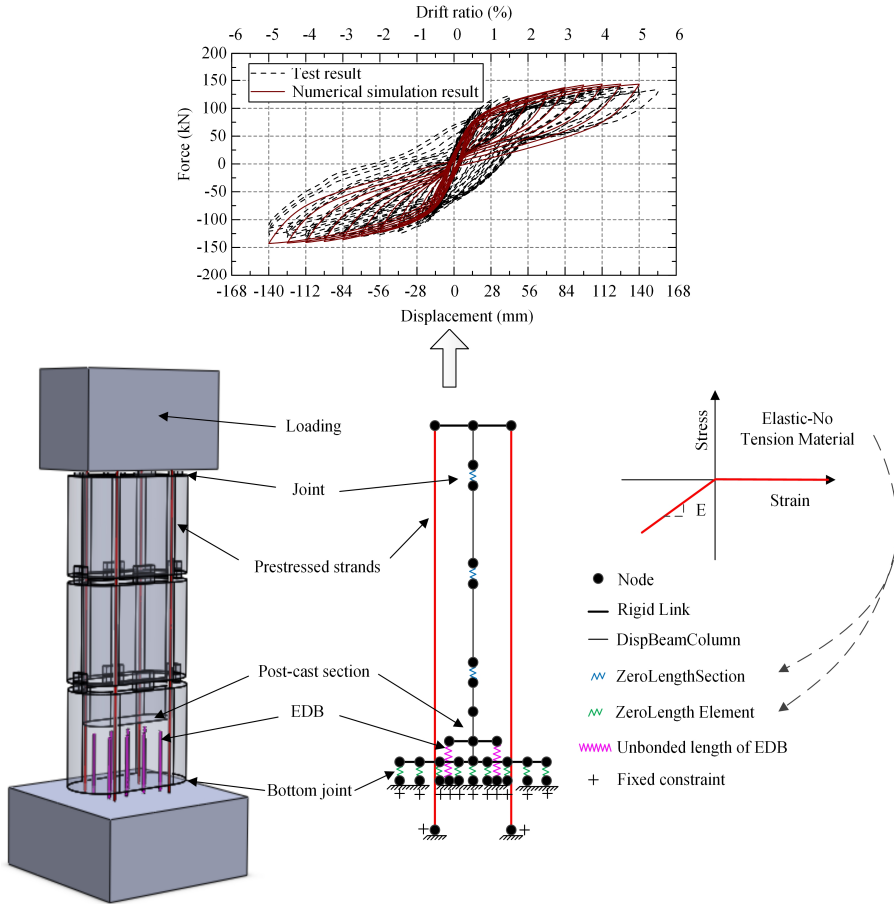 Drift ratio (%)
-6 -5 -4 -3 -2 -1 0 1 2 3 4 5 6
200
150
100
50
0
-50
-100
-150
-200
Force (kN)
Test result
Numerical simulation result
-168 -140 -112 -84 -56 -28 0 28 56 84 112 140 168
Displacement (mm)
Loading
Joint
Prestressed strands
Post-cast section
EDB
Bottom joint
Stress
Elastic-No
Tension Material
Strain
E
Node
Rigid Link
DispBeamColumn
ZeroLengthSection
ZeroLength Element
Unbonded length of EDB
Fixed constraint